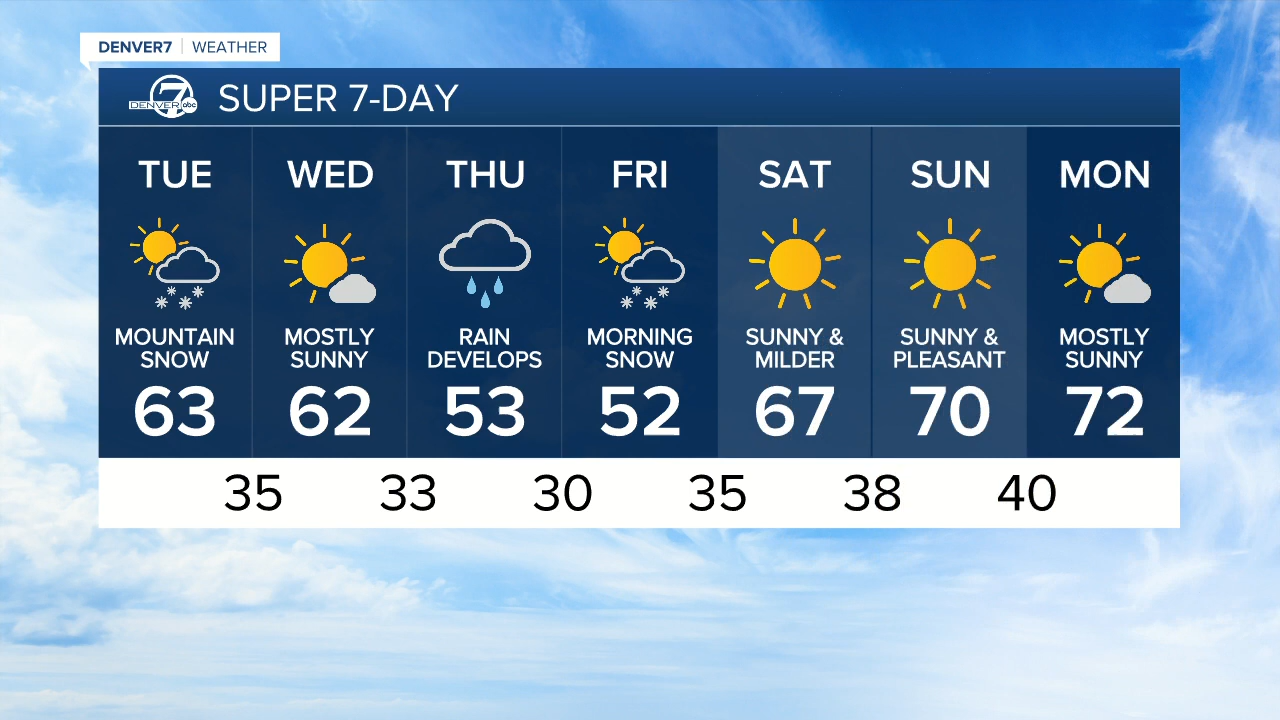 DENVER7 | WEATHER
DENVER 7 abc
SUPER 7-DAY
TUE WED THU FRI SAT SUN MON
MOUNTAIN MOSTLY RAIN MORNING SUNNY & SUNNY & MOSTLY
SNOW SUNNY DEVELOPS SNOW MILDER PLEASANT SUNNY
63 62 53 52 67 70 72
35 33 30 35 38 40